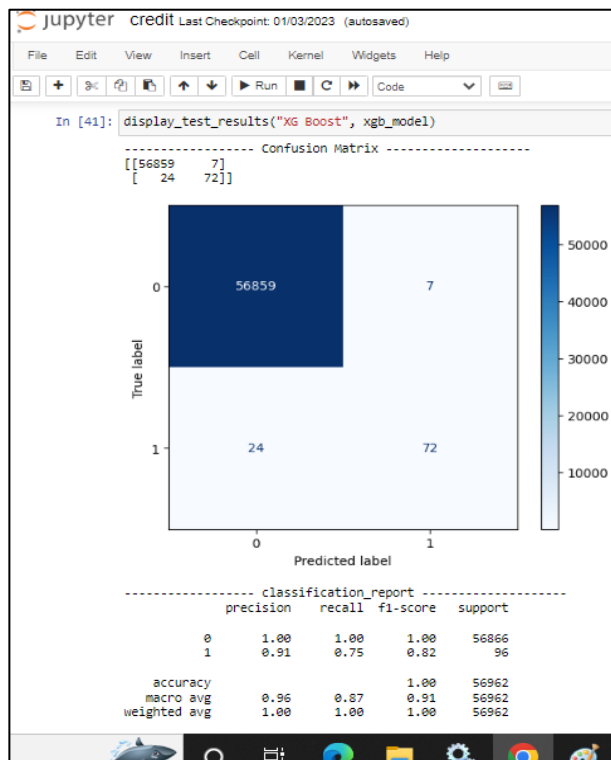 jupyter credit Last Checkpoint: 01/03/2023 (autosaved)
File Edit View Insert Cell Kernel Widgets Help
Run Code
In [41]: display_test_results("XG Boost", xgb_model)
------------------ Confusion Matrix --------------------
[[56859 7]
[ 24 72]]
0 56859 7
1 24 72
True label
0 1
Predicted label
50000
40000
30000
20000
10000
------------------ classification_report --------------------
precision recall f1-score support
0 1.00 1.00 1.00 56866
1 0.91 0.75 0.82 96
accuracy 1.00 56962
macro avg 0.96 0.87 0.91 56962
weighted avg 1.00 1.00 1.00 56962